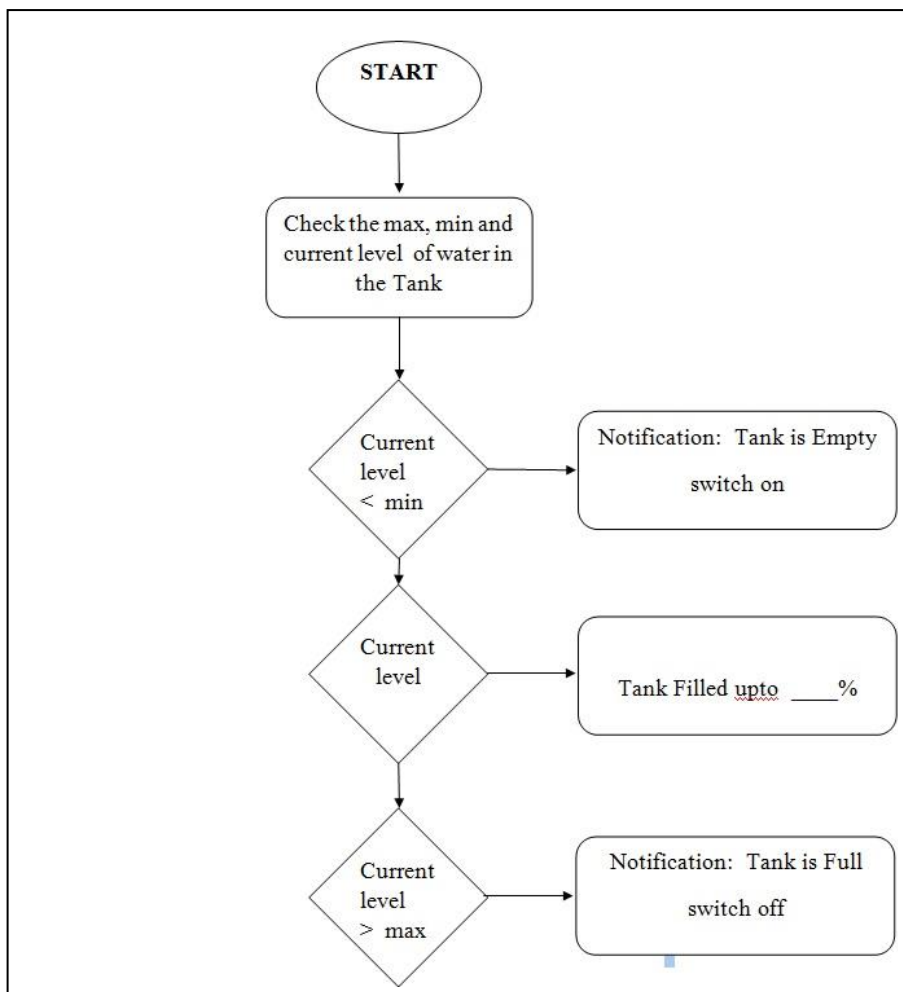 START
Check the max, min and
current level of water in
the Tank
Current
level
< min
Notification: Tank is Empty
switch on
Current
level
Tank Filled upto ____%
Current
level
> max
Notification: Tank is Full
switch off